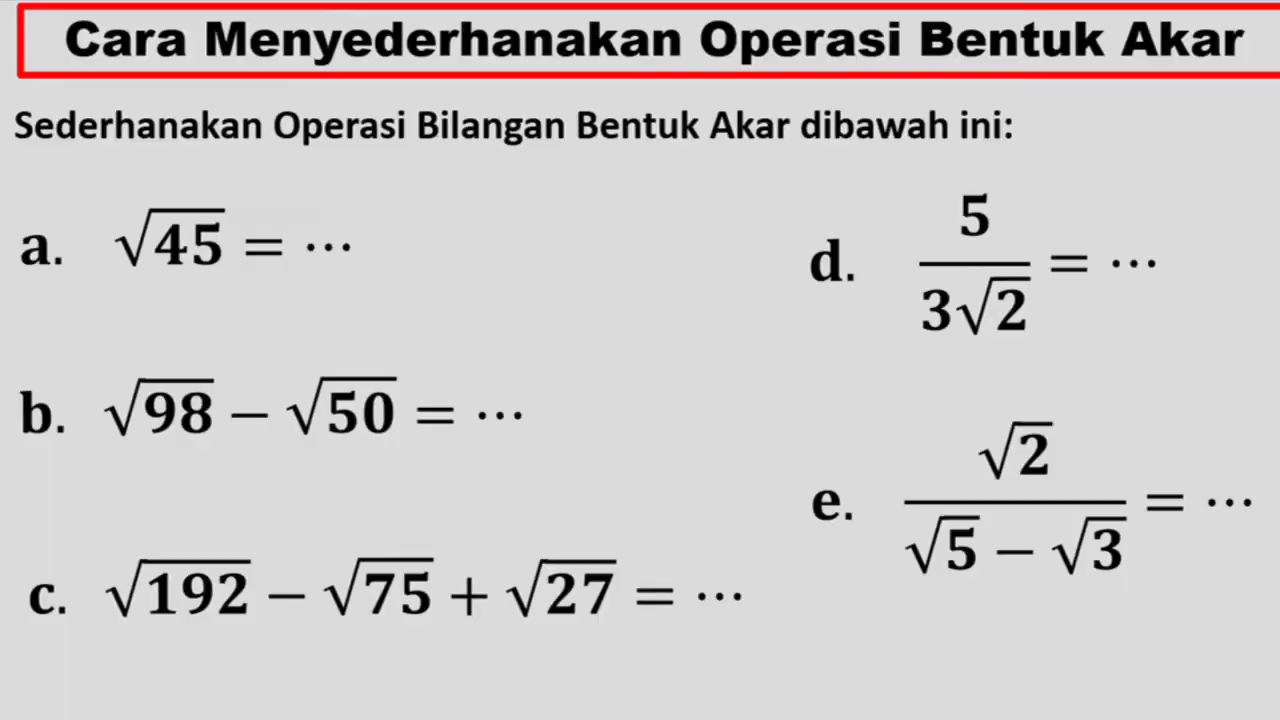 Cara Menyederhanakan Operasi Bentuk Akar
Sederhanakan Operasi Bilangan Bentuk Akar dibawah ini:
a. √45 = ⋯
b. √98 − √50 = ⋯
c. √192 − √75 + √27 = ⋯
d. 5/(3√2) = ⋯
e. √2/(√5 − √3) = ⋯